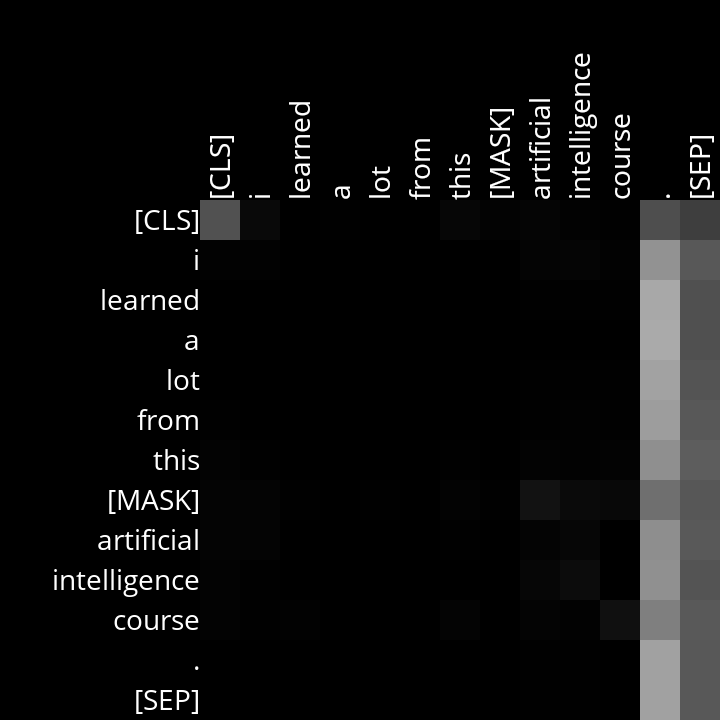 [CLS] i learned a lot from this [MASK] artificial intelligence course . [SEP]
[CLS]
i
learned
a
lot
from
this
[MASK]
artificial
intelligence
course
.
[SEP]